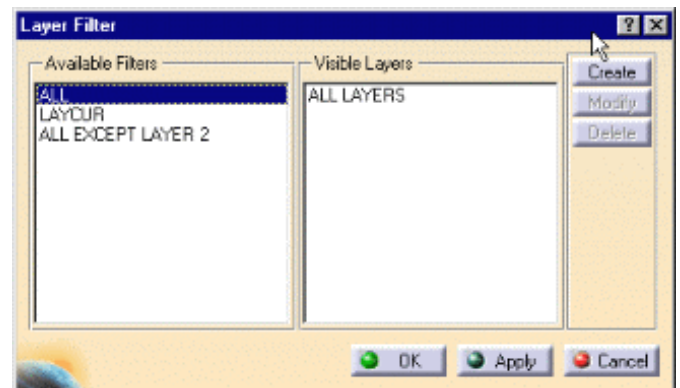 Layer Filter
Available Filters
ALL
LAYCUR
ALL EXCEPT LAYER 2
Visible Layers
ALL LAYERS
Create
Modify
Delete
OK
Apply
Cancel